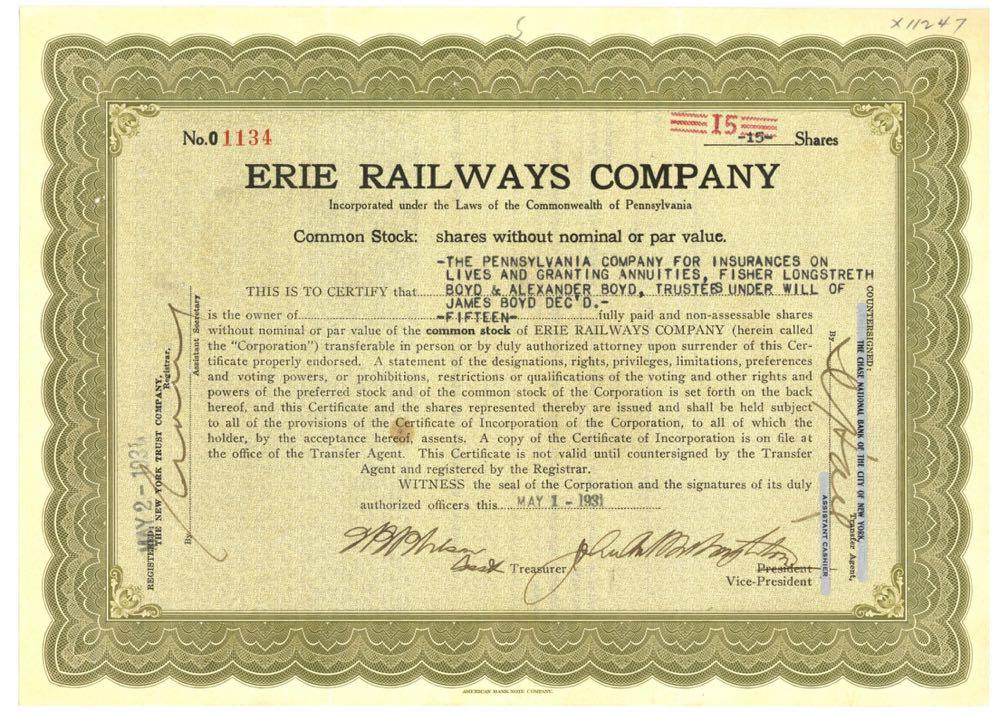 X11247
No. 0 1134
15
-15- Shares
ERIE RAILWAYS COMPANY
Incorporated under the Laws of the Commonwealth of Pennsylvania
Common Stock: shares without nominal or par value.
-THE PENNSYLVANIA COMPANY FOR INSURANCES ON
LIVES AND GRANTING ANNUITIES, FISHER LONGSTRETH
THIS IS TO CERTIFY that BOYD & ALEXANDER BOYD, TRUSTEES UNDER WILL OF
JAMES BOYD DEC'D.-
is the owner of -FIFTEEN- fully paid and non-assessable shares
without nominal or par value of the common stock of ERIE RAILWAYS COMPANY (herein called
the "Corporation") transferable in person or by duly authorized attorney upon surrender of this Cer-
tificate properly endorsed. A statement of the designations, rights, privileges, limitations, preferences
and voting powers, or prohibitions, restrictions or qualifications of the voting and other rights and
powers of the preferred stock and of the common stock of the Corporation is set forth on the back
hereof, and this Certificate and the shares represented thereby are issued and shall be held subject
to all of the provisions of the Certificate of Incorporation of the Corporation, to all of which the
holder, by the acceptance hereof, assents. A copy of the Certificate of Incorporation is on file at
the office of the Transfer Agent. This Certificate is not valid until countersigned by the Transfer
Agent and registered by the Registrar.
WITNESS the seal of the Corporation and the signatures of its duly
authorized officers this MAY 1 - 1931
Asst Treasurer
President
Vice-President
REGISTERED: MAY 2 - 1931
THE NEW YORK TRUST COMPANY,
Registrar.
By
Assistant Secretary
COUNTERSIGNED:
THE CHASE NATIONAL BANK OF THE CITY OF NEW YORK,
Transfer Agent,
By
ASSISTANT CASHIER
AMERICAN BANK NOTE COMPANY.